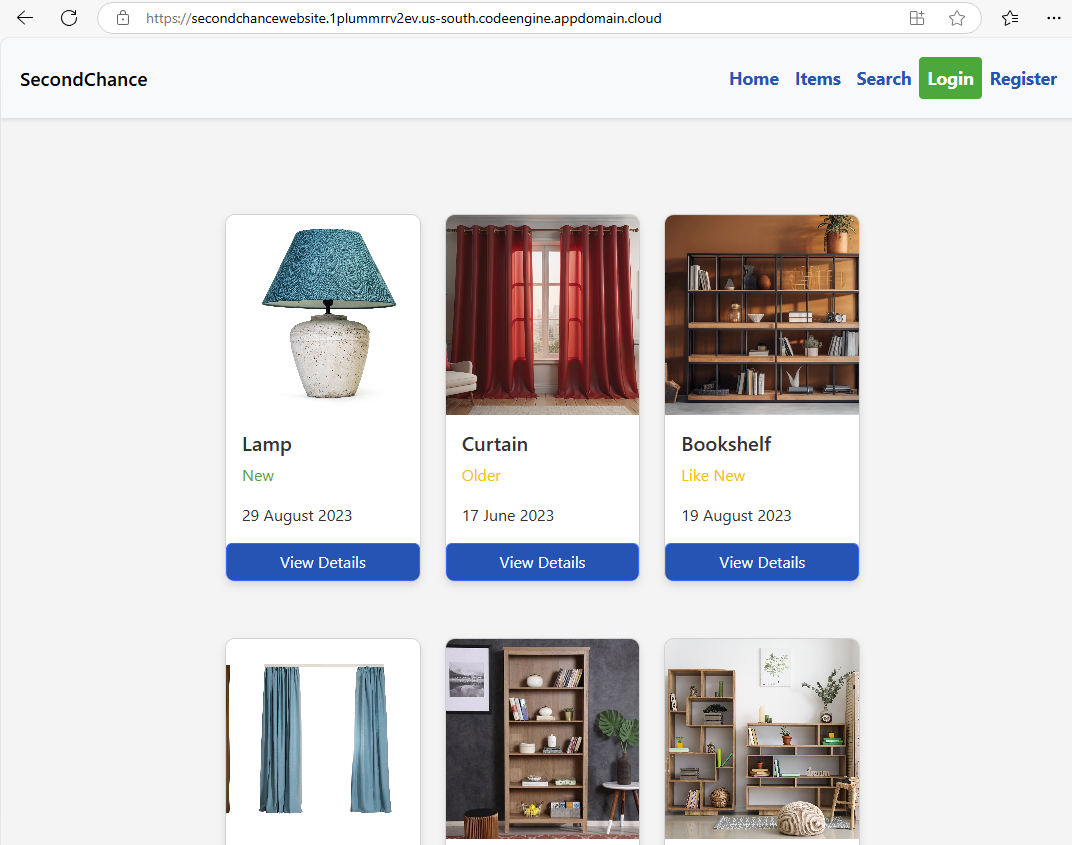 https://secondchancewebsite.1plummrrv2ev.us-south.codeengine.appdomain.cloud
SecondChance
Home Items Search Login Register
Lamp Curtain Bookshelf
New Older Like New
29 August 2023 17 June 2023 19 August 2023
View Details View Details View Details